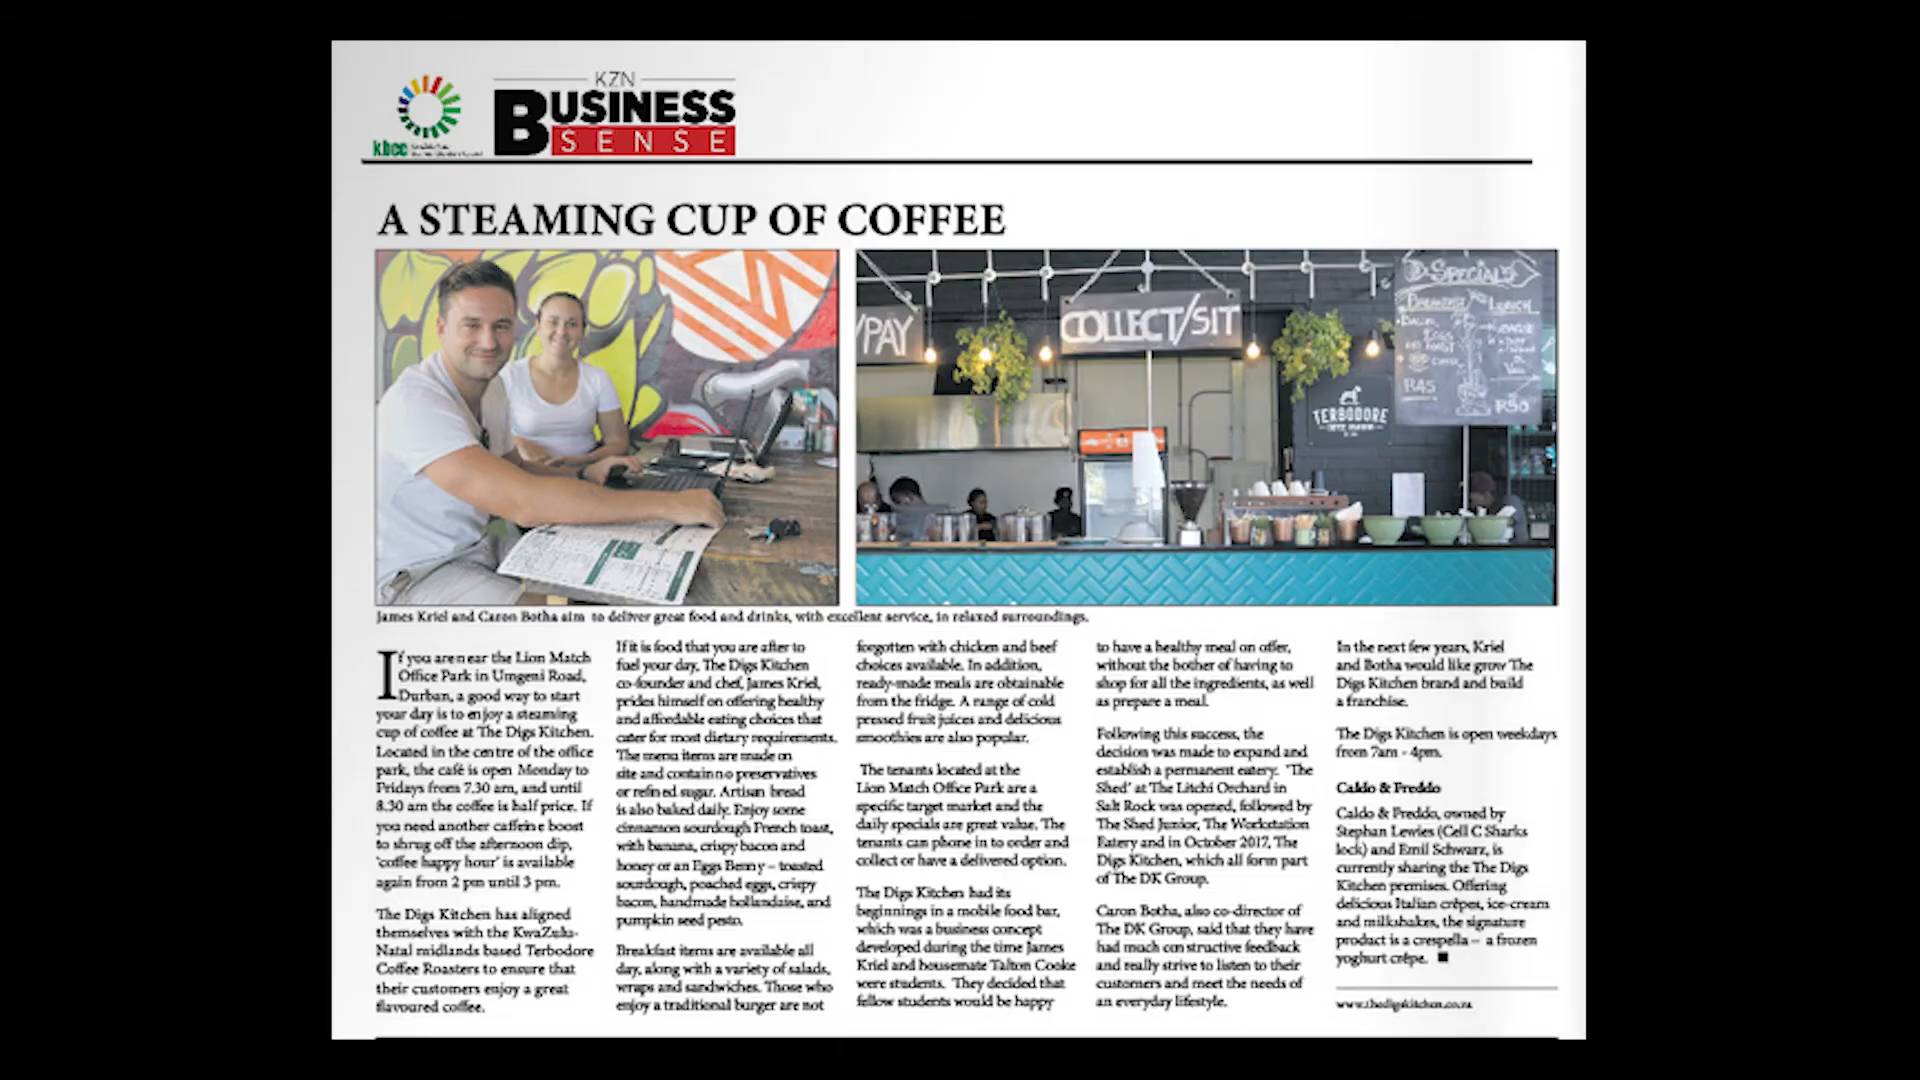 KZN
BUSINESS
SENSE
kbcc
A STEAMING CUP OF COFFEE
/PAY
COLLECT/SIT
SPECIALS
BREAKFAST
LUNCH
R45
R50
TERBODORE
James Kriel and Caron Botha aim to deliver great food and drinks, with excellent service, in relaxed surroundings.
If you are near the Lion Match
Office Park in Umgeni Road,
Durban, a good way to start
your day is to enjoy a steaming
cup of coffee at The Digs Kitchen.
Located in the centre of the office
park, the café is open Monday to
Fridays from 7.30 am, and until
8.30 am the coffee is half price. If
you need another caffeine boost
to shrug off the afternoon dip,
'coffee happy hour' is available
again from 2 pm until 3 pm.
The Digs Kitchen has aligned
themselves with the KwaZulu-
Natal midlands based Terbodore
Coffee Roasters to ensure that
their customers enjoy a great
flavoured coffee.
If it is food that you are after to
fuel your day, The Digs Kitchen
co-founder and chef, James Kriel,
prides himself on offering healthy
and affordable eating choices that
cater for most dietary requirements.
The menu items are made on
site and contain no preservatives
or refined sugar. Artisan bread
is also baked daily. Enjoy some
cinnamon sourdough French toast,
with banana, crispy bacon and
honey or an Eggs Benny – toasted
sourdough, poached eggs, crispy
bacon, handmade hollandaise, and
pumpkin seed pesto.
Breakfast items are available all
day, along with a variety of salads,
wraps and sandwiches. Those who
enjoy a traditional burger are not
forgotten with chicken and beef
choices available. In addition,
ready-made meals are obtainable
from the fridge. A range of cold
pressed fruit juices and delicious
smoothies are also popular.
The tenants located at the
Lion Match Office Park are a
specific target market and the
daily specials are great value. The
tenants can phone in to order and
collect or have a delivered option.
The Digs Kitchen had its
beginnings in a mobile food bar,
which was a business concept
developed during the time James
Kriel and housemate Talton Cooke
were students. They decided that
fellow students would be happy
to have a healthy meal on offer,
without the bother of having to
shop for all the ingredients, as well
as prepare a meal.
Following this success, the
decision was made to expand and
establish a permanent eatery. 'The
Shed' at The Litchi Orchard in
Salt Rock was opened, followed by
The Shed Junior, The Workstation
Eatery and in October 2017, The
Digs Kitchen, which all form part
of The DK Group.
Caron Botha, also co-director of
The DK Group, said that they have
had much constructive feedback
and really strive to listen to their
customers and meet the needs of
an everyday lifestyle.
In the next few years, Kriel
and Botha would like grow The
Digs Kitchen brand and build
a franchise.
The Digs Kitchen is open weekdays
from 7am - 4pm.
Caldo & Freddo
Caldo & Freddo, owned by
Stephan Lewies (Cell C Sharks
lock) and Emil Schwarz, is
currently sharing the The Digs
Kitchen premises. Offering
delicious Italian crêpes, ice-cream
and milkshakes, the signature
product is a crespella – a frozen
yoghurt crêpe.
www.thedigskitchen.co.za